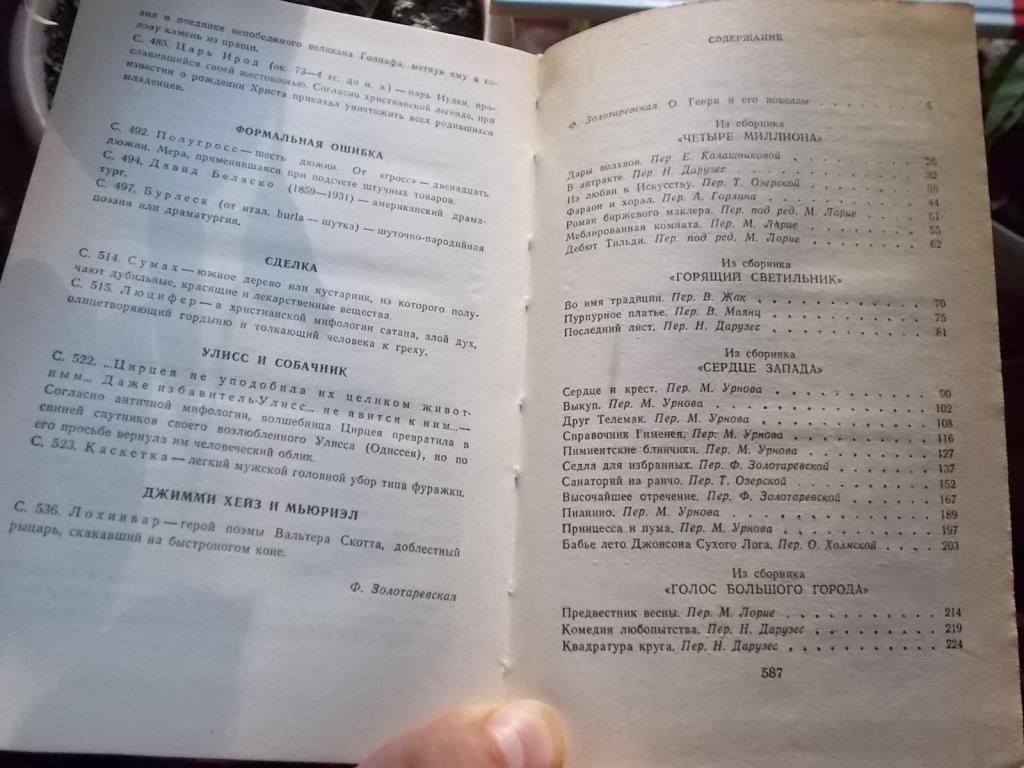 зил в поединке непобедимого великана Голиафа, метнув ему в го-
лову камень из пращи.
С. 485. Царь Ирод (ок. 73—4 гг. до н. э.) — царь Иудеи, про-
славившийся своей жестокостью. Согласно христианской легенде, при
известии о рождении Христа приказал уничтожить всех родившихся
младенцев.
ФОРМАЛЬНАЯ ОШИБКА
С. 492. Полугросс — шесть дюжин. От «гросс» — двенадцать
дюжин. Мера, применявшаяся при подсчете штучных товаров.
С. 494. Давид Беласко (1859—1931) — американский драма-
тург.
С. 497. Бурлеск (от итал. burla — шутка) — шуточно-пародийная
поэзия или драматургия.
СДЕЛКА
С. 514. Сумах — южное дерево или кустарник, из которого полу-
чают дубильные, красящие и лекарственные вещества.
С. 515. Люцифер — в христианской мифологии сатана, злой дух,
олицетворяющий гордыню и толкающий человека к греху.
УЛИСС И СОБАЧНИК
С. 522. ...Цирцея не уподобила их целиком живот-
ным... Даже избавитель-Улисс... не явится к ним...—
Согласно античной мифологии, волшебница Цирцея превратила в
свиней спутников своего возлюбленного Улисса (Одиссея), но по
его просьбе вернула им человеческий облик.
С. 523. Каскетка — легкий мужской головной убор типа фуражки.
ДЖИММИ ХЕЙЗ И МЬЮРИЭЛ
С. 536. Лохинвар — герой поэмы Вальтера Скотта, доблестный
рыцарь, скакавший на быстроногом коне.
Ф. Золотаревская
СОДЕРЖАНИЕ
Ф. Золотаревская. О. Генри и его новеллы . . . . . . . . . 5
Из сборника
«ЧЕТЫРЕ МИЛЛИОНА»
Дары волхвов. Пер. Е. Калашниковой . . . . . . . . . 26
В антракте. Пер. Н. Дарузес . . . . . . . . . 32
Из любви к Искусству. Пер. Т. Озерской . . . . . . . . . 38
Фараон и хорал. Пер. А. Горлина . . . . . . . . . 44
Роман биржевого маклера. Пер. под ред. М. Лорие . . . . . . 51
Меблированная комната. Пер. М. Лорие . . . . . . . . . 55
Дебют Тильди. Пер. под ред. М. Лорие . . . . . . . . . 62
Из сборника
«ГОРЯЩИЙ СВЕТИЛЬНИК»
Во имя традиции. Пер. В. Жак . . . . . . . . . 70
Пурпурное платье. Пер. В. Маянц . . . . . . . . . 75
Последний лист. Пер. Н. Дарузес . . . . . . . . . 81
Из сборника
«СЕРДЦЕ ЗАПАДА»
Сердце и крест. Пер. М. Урнова . . . . . . . . . 90
Выкуп. Пер. М. Урнова . . . . . . . . . 102
Друг Телемак. Пер. М. Урнова . . . . . . . . . 108
Справочник Гименея. Пер. М. Урнова . . . . . . . . . 116
Пимиентские блинчики. Пер. М. Урнова . . . . . . . . . 127
Седла для избранных. Пер. Ф. Золотаревской . . . . . . . 137
Санаторий на ранчо. Пер. Т. Озерской . . . . . . . . . 152
Высочайшее отречение. Пер. Ф. Золотаревской . . . . . . . 167
Пианино. Пер. М. Урнова . . . . . . . . . 189
Принцесса и пума. Пер. М. Урнова . . . . . . . . . 197
Бабье лето Джонсона Сухого Лога. Пер. О. Холмской . . . . . 203
Из сборника
«ГОЛОС БОЛЬШОГО ГОРОДА»
Предвестник весны. Пер. М. Лорие . . . . . . . . . 214
Комедия любопытства. Пер. Н. Дарузес . . . . . . . . . 219
Квадратура круга. Пер. Н. Дарузес . . . . . . . . . 224
587